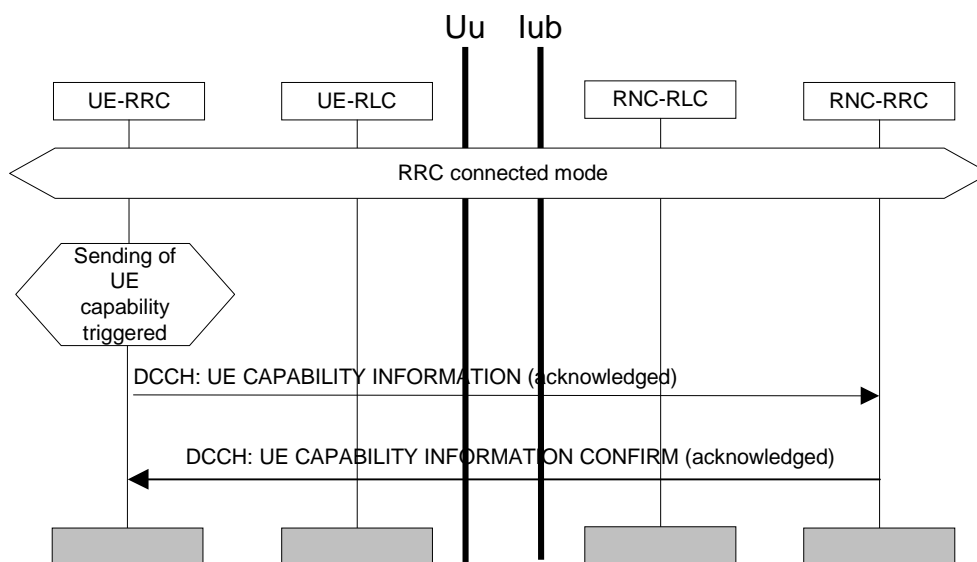 Uu Iub
UE-RRC UE-RLC RNC-RLC RNC-RRC
RRC connected mode
Sending of
UE
capability
triggered
DCCH: UE CAPABILITY INFORMATION (acknowledged)
DCCH: UE CAPABILITY INFORMATION CONFIRM (acknowledged)